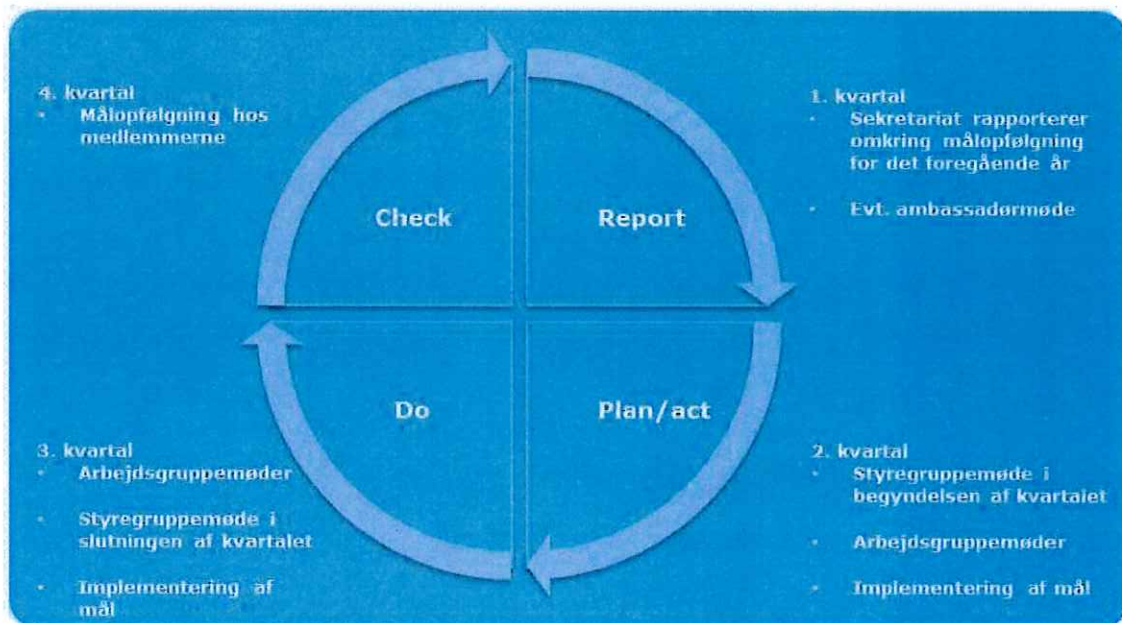 4. kvartal
• Målopfølgning hos
medlemmerne
Check
Report
1. kvartal
• Sekretariat rapporterer
omkring målopfølgning
for det foregående år
• Evt. ambassadørmøde
Do
Plan/act
3. kvartal
• Arbejdsgruppemøder
• Styregruppemøde i
slutningen af kvartalet
• Implementering af
mål
2. kvartal
• Styregruppemøde i
begyndelsen af kvartalet
• Arbejdsgruppemøder
• Implementering af mål